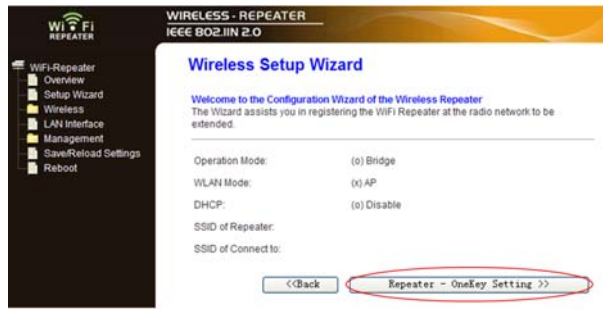 Wi Fi
REPEATER
WIRELESS - REPEATER
IEEE 802.11N 2.0
WiFi-Repeater
Overview
Setup Wizard
Wireless
LAN Interface
Management
Save/Reload Settings
Reboot
Wireless Setup Wizard
Welcome to the Configuration Wizard of the Wireless Repeater
The Wizard assists you in registering the WiFi Repeater at the radio network to be
extended.
Operation Mode: (o) Bridge
WLAN Mode: (x) AP
DHCP: (o) Disable
SSID of Repeater:
SSID of Connect to:
<<Back
Repeater - OneKey Setting >>